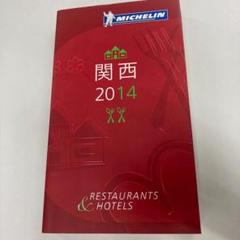 MICHELIN
関西
2014
RESTAURANTS
& HOTELS